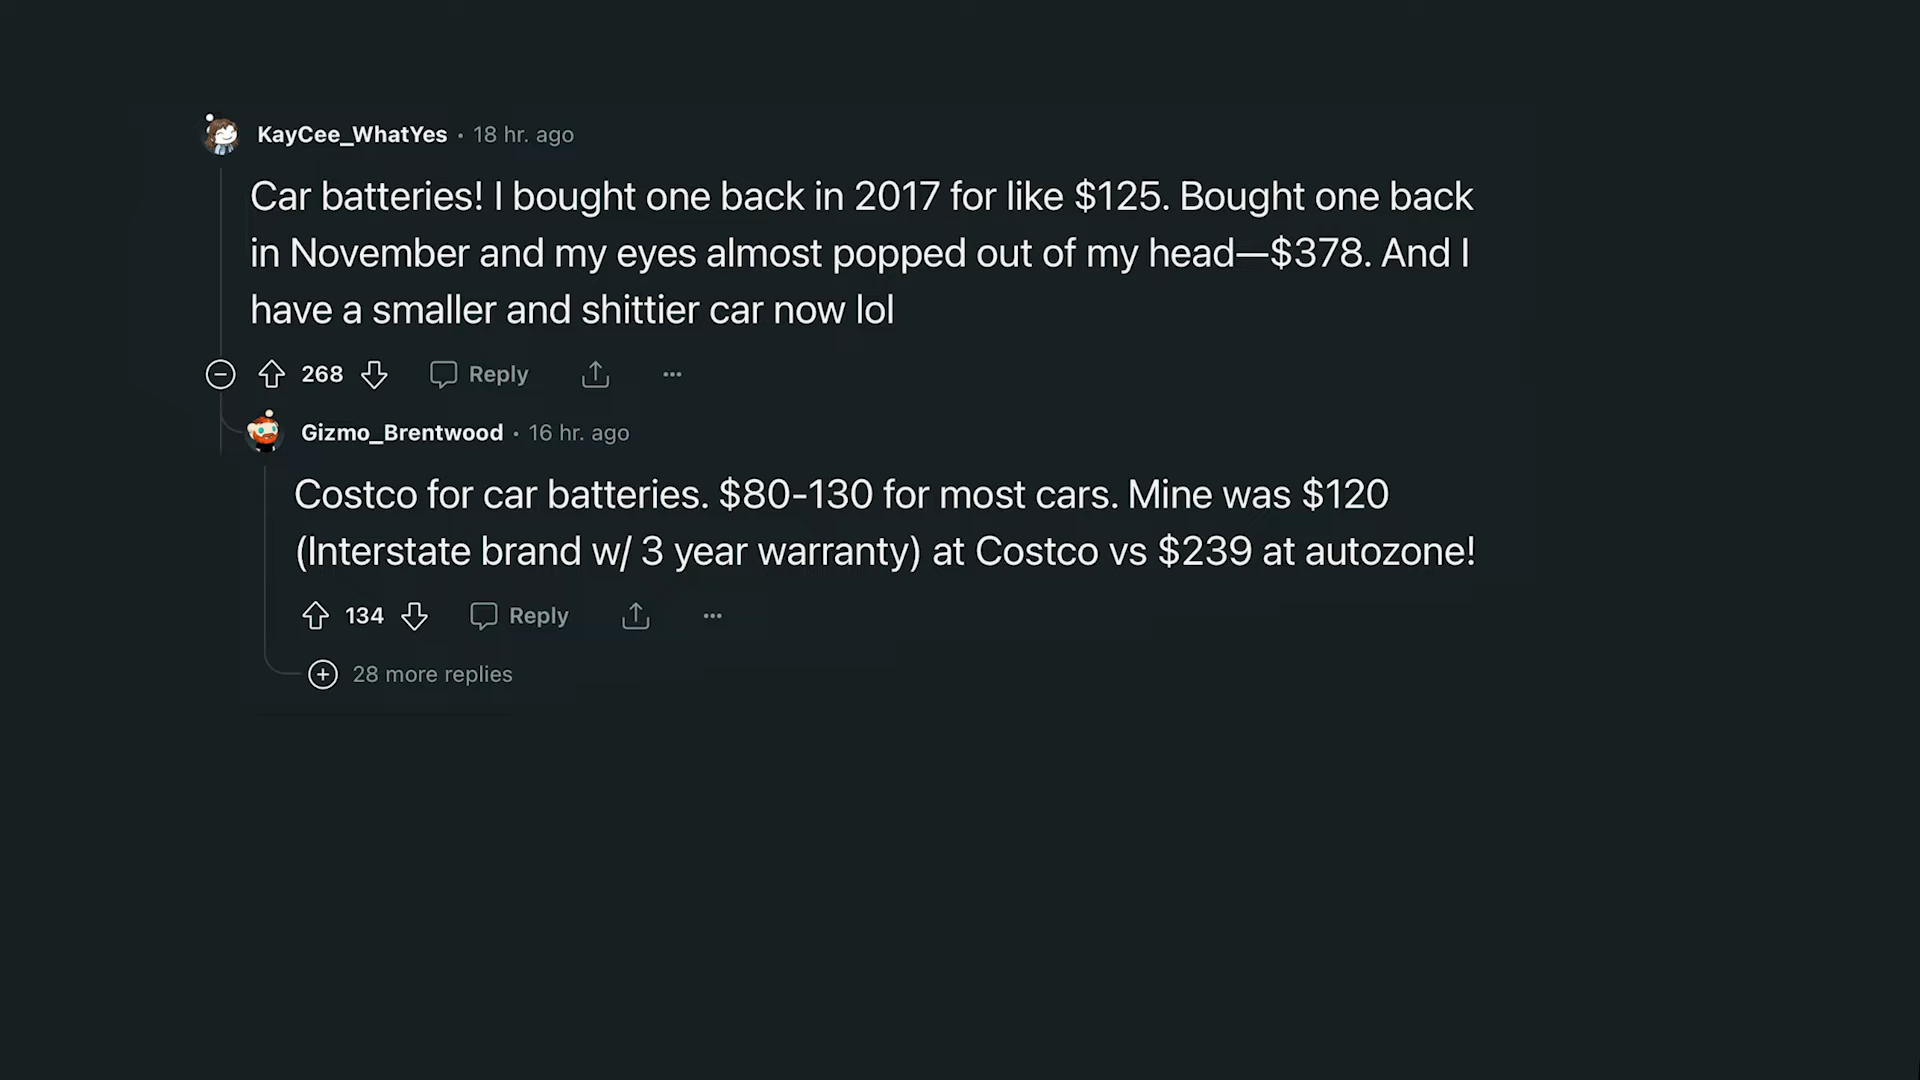 KayCee_WhatYes · 18 hr. ago
Car batteries! I bought one back in 2017 for like $125. Bought one back
in November and my eyes almost popped out of my head—$378. And I
have a smaller and shittier car now lol
268 Reply ...
Gizmo_Brentwood · 16 hr. ago
Costco for car batteries. $80-130 for most cars. Mine was $120
(Interstate brand w/ 3 year warranty) at Costco vs $239 at autozone!
134 Reply ...
28 more replies